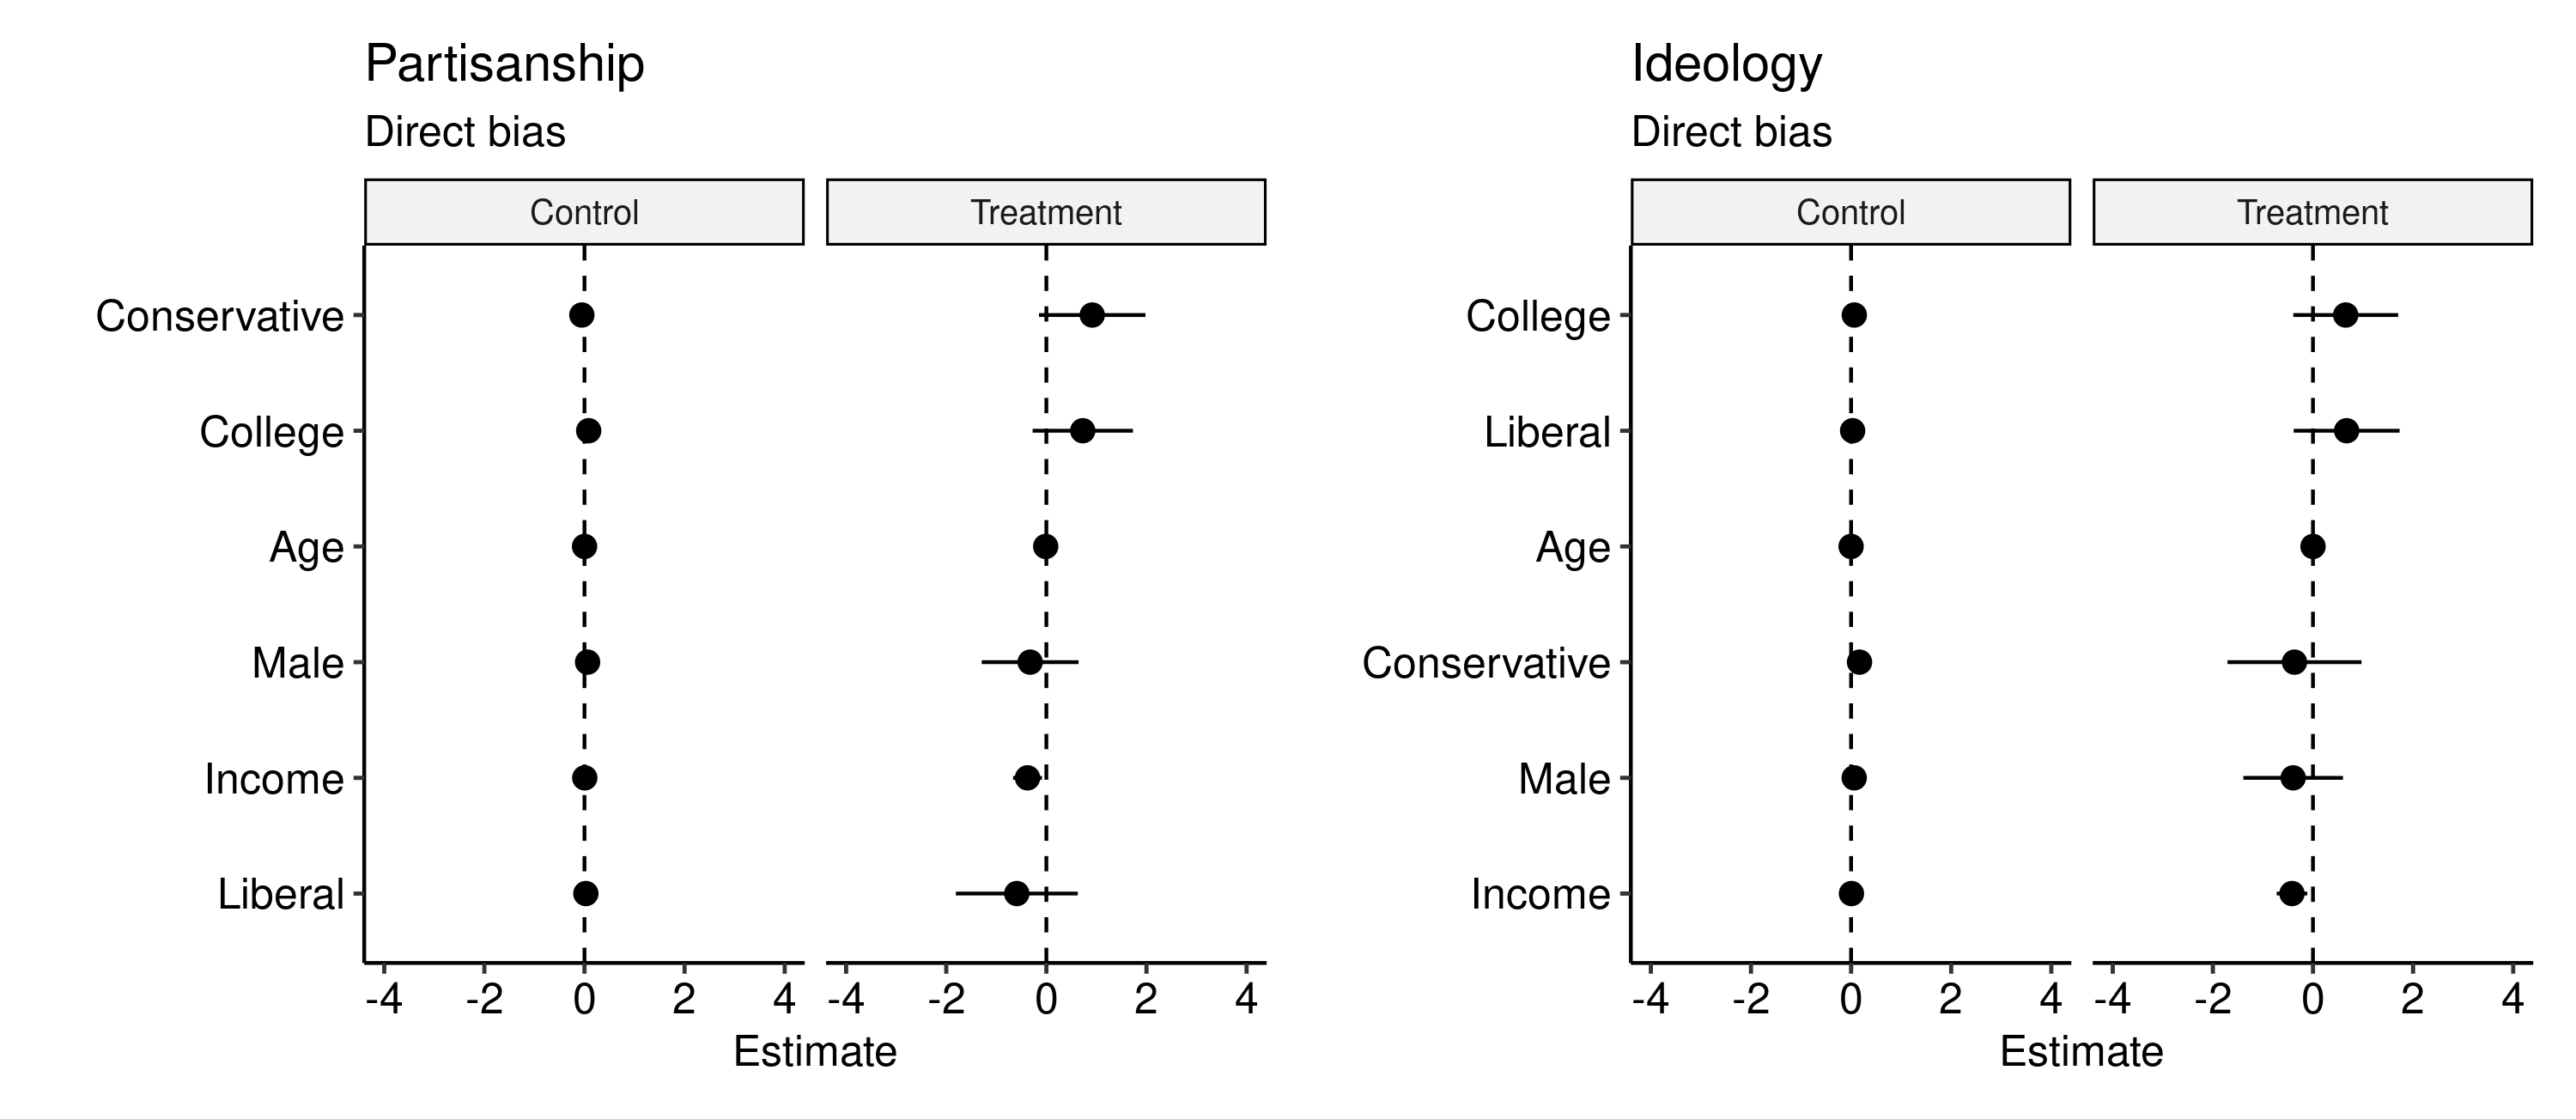 Partisanship
Direct bias
Control
Treatment
Conservative
College
Age
Male
Income
Liberal
-4 -2 0 2 4
-4 -2 0 2 4
Estimate
Ideology
Direct bias
Control
Treatment
College
Liberal
Age
Conservative
Male
Income
-4 -2 0 2 4
-4 -2 0 2 4
Estimate